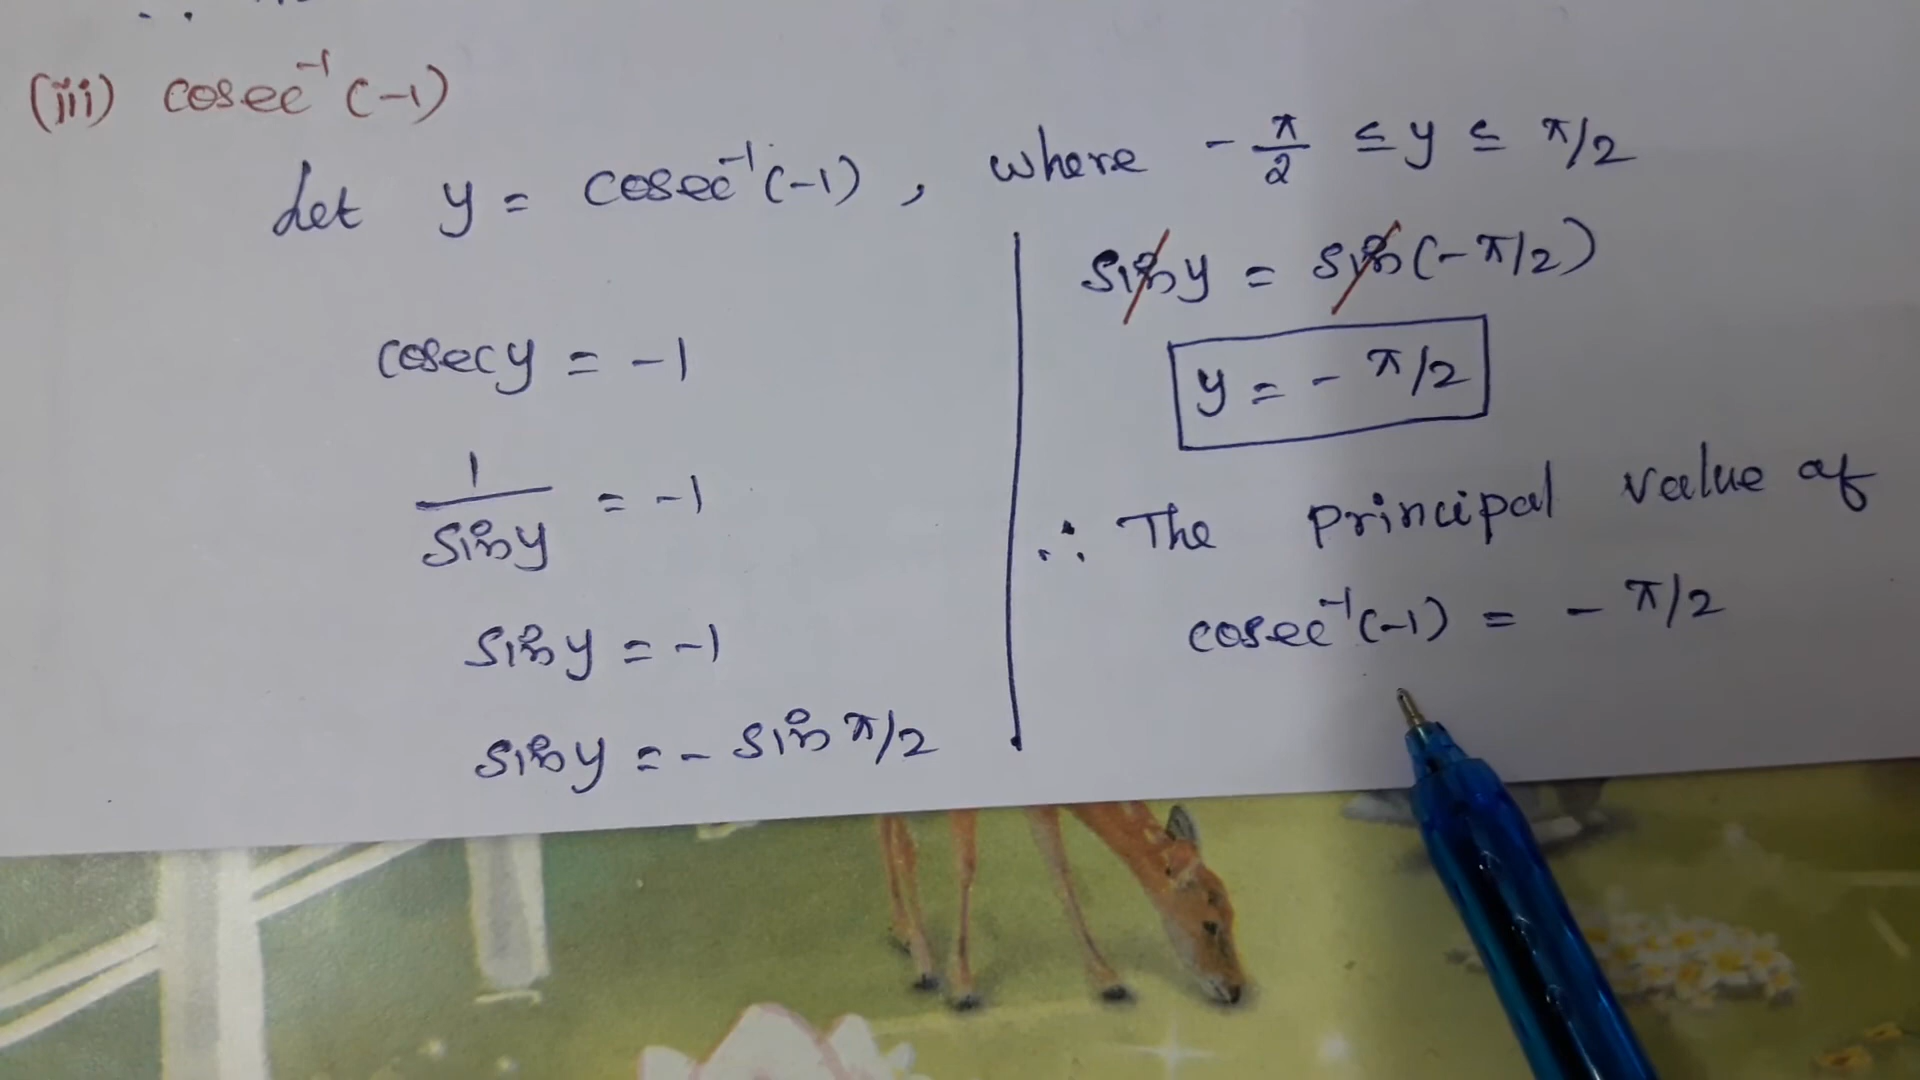 (iii) cosec⁻¹(-1)
Let y = cosec⁻¹(-1), where -π/2 ≤ y ≤ π/2
cosec y = -1
1/sin y = -1
sin y = -1
sin y = - sin π/2
sin y = sin(-π/2)
y = - π/2
∴ The principal value of
cosec⁻¹(-1) = - π/2